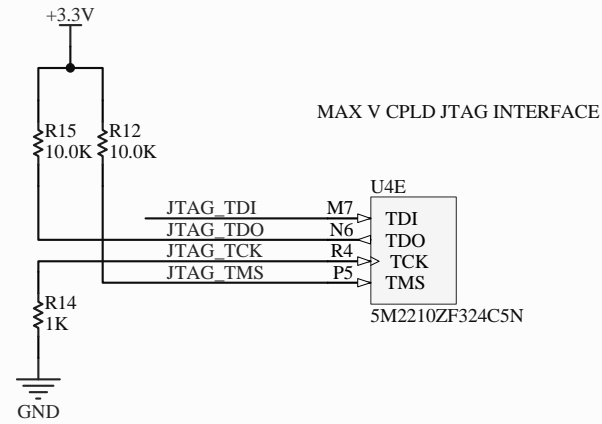 +3.3V
R15
10.0K
R12
10.0K
MAX V CPLD JTAG INTERFACE
U4E
JTAG_TDI M7 TDI
JTAG_TDO N6 TDO
JTAG_TCK R4 TCK
JTAG_TMS P5 TMS
R14
1K
5M2210ZF324C5N
GND